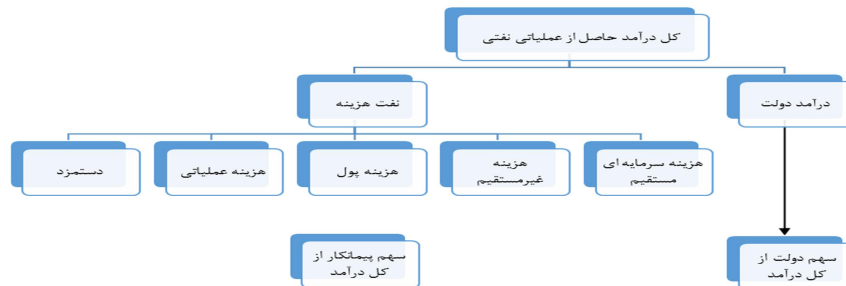 کل درآمد حاصل از عملیاتی نفتی
درآمد دولت
نفت هزینه
هزینه سرمایه ای
مستقیم
هزینه
غیرمستقیم
هزینه پول
هزینه عملیاتی
دستمزد
سهم دولت از
کل درآمد
سهم پیمانکار از
کل درآمد